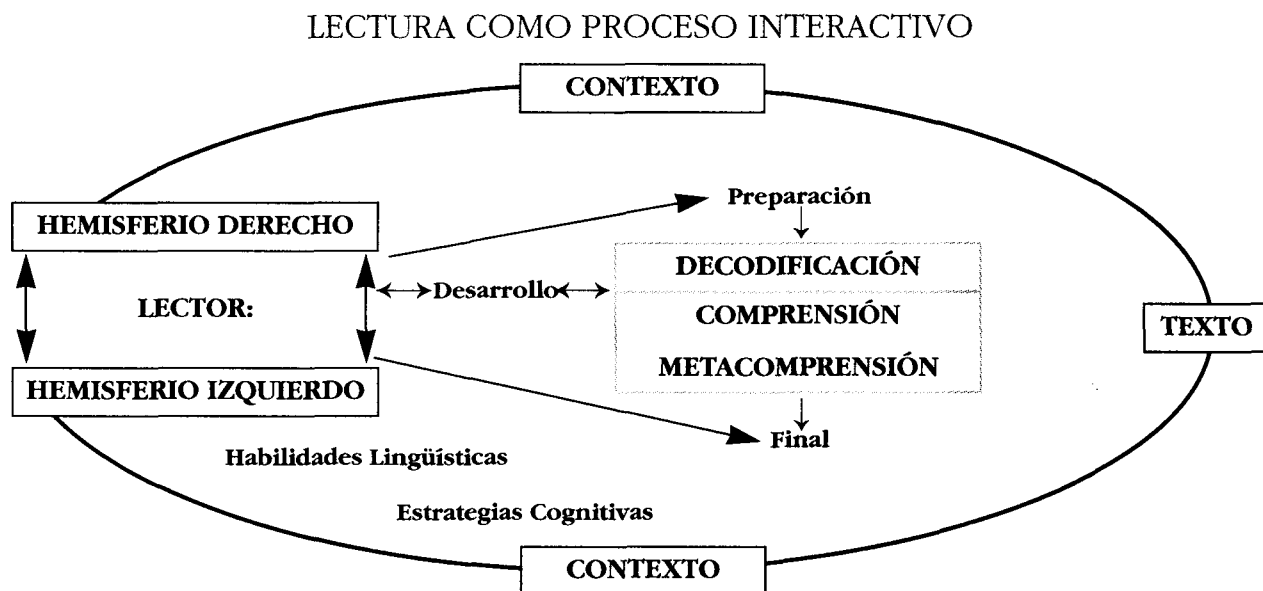 LECTURA COMO PROCESO INTERACTIVO
CONTEXTO
HEMISFERIO DERECHO
LECTOR:
HEMISFERIO IZQUIERDO
Preparación
Desarrollo
DECODIFICACIÓN
COMPRENSIÓN
METACOMPRENSIÓN
Final
TEXTO
Habilidades Lingüísticas
Estrategias Cognitivas
CONTEXTO